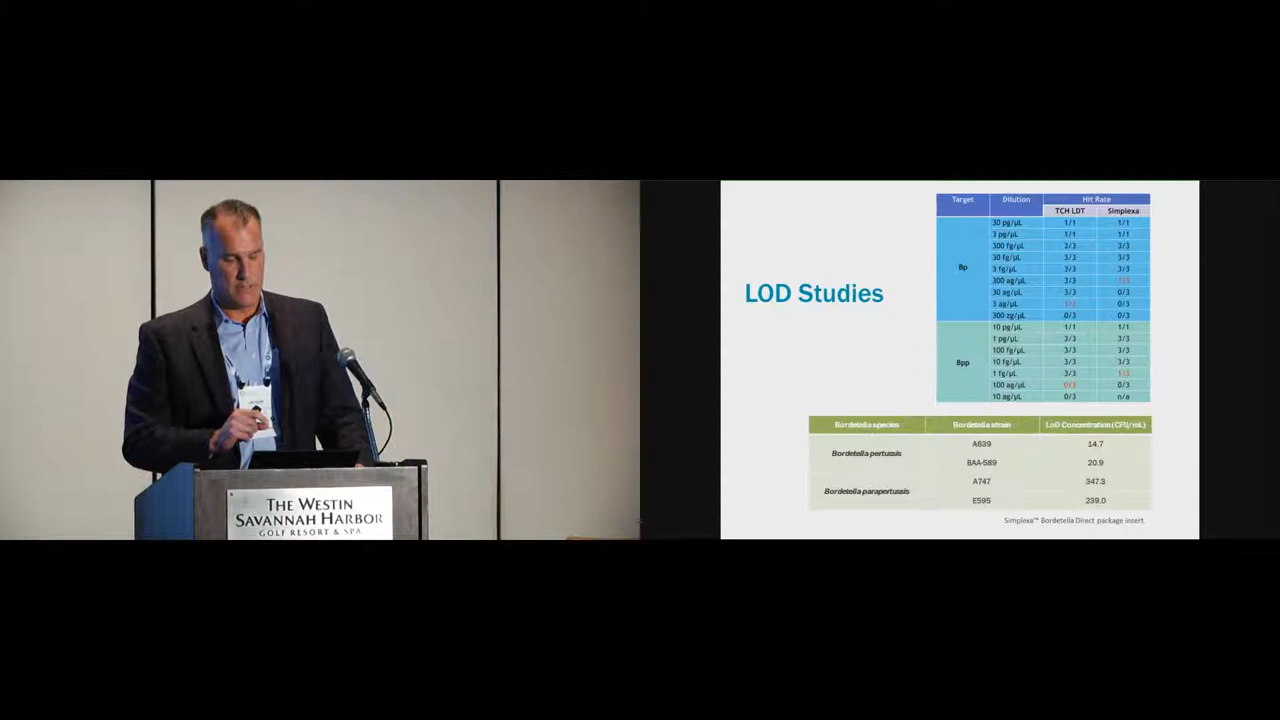 THE WESTIN
SAVANNAH HARBOR
GOLF RESORT & SPA
LOD Studies
Target Dilution Hit Rate
TCH LDT Simplexa
Bp
30 pg/µL 1/1 1/1
3 pg/µL 1/1 1/1
300 fg/µL 3/3 3/3
30 fg/µL 3/3 3/3
3 fg/µL 3/3 3/3
300 ag/µL 3/3
30 ag/µL 3/3 0/3
3 ag/µL 0/3
300 zg/µL 0/3 0/3
Bpp
10 pg/µL 1/1 1/1
1 pg/µL 3/3 3/3
100 fg/µL 3/3 3/3
10 fg/µL 3/3 3/3
1 fg/µL 3/3 1/3
100 ag/µL 0/3 0/3
10 ag/µL 0/3 n/a
Bordetella species Bordetella strain LoD Concentration (CFU/mL)
Bordetella pertussis
A639 14.7
BAA-589 20.9
Bordetella parapertussis
A747 347.3
E595 239.0
Simplexa™ Bordetella Direct package insert.